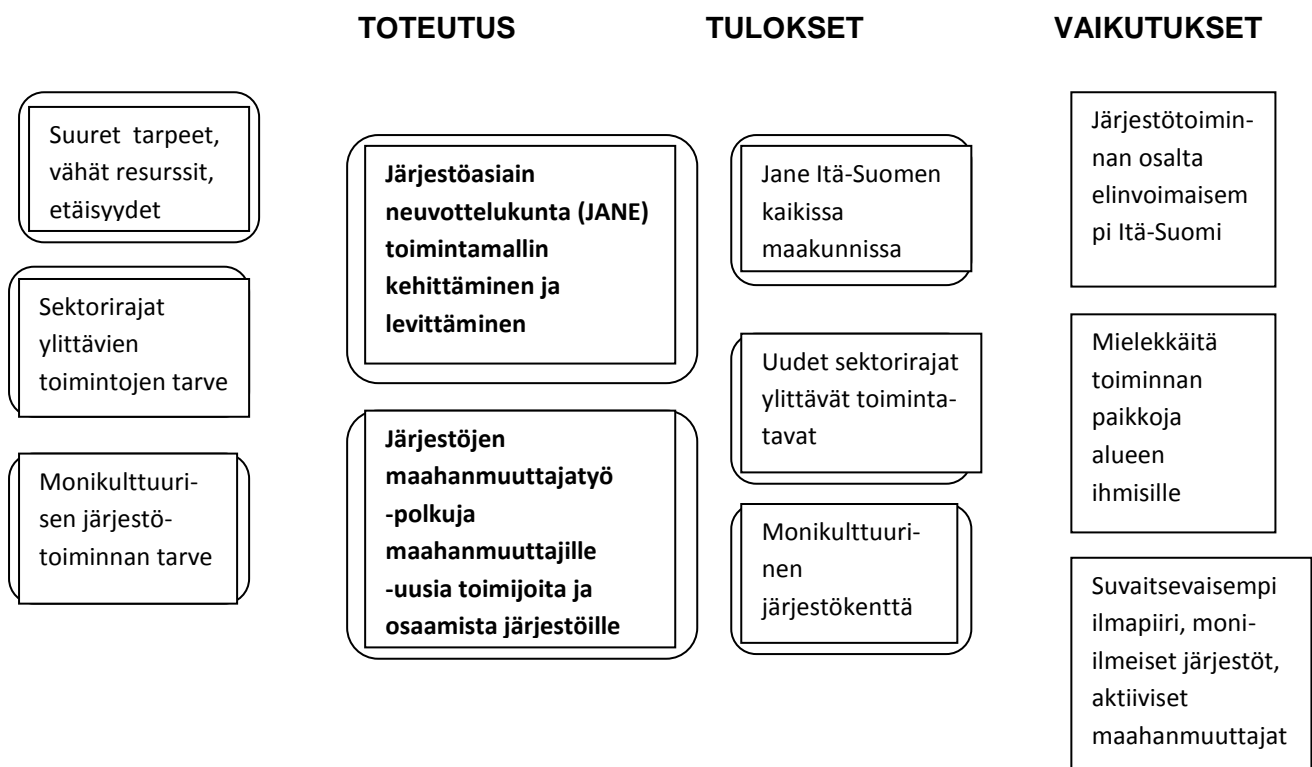 TOTEUTUS TULOKSET VAIKUTUKSET
Suuret tarpeet,
vähät resurssit,
etäisyydet
Sektorirajat
ylittävien
toimintojen tarve
Monikulttuuri-
sen järjestö-
toiminnan tarve
Järjestöasiain
neuvottelukunta (JANE)
toimintamallin
kehittäminen ja
levittäminen
Järjestöjen
maahanmuuttajatyö
-polkuja
maahanmuuttajille
-uusia toimijoita ja
osaamista järjestöille
Jane Itä-Suomen
kaikissa
maakunnissa
Uudet sektorirajat
ylittävät toiminta-
tavat
Monikulttuuri-
nen
järjestökenttä
Järjestötoimin-
nan osalta
elinvoimaisem
pi Itä-Suomi
Mielekkäitä
toiminnan
paikkoja
alueen
ihmisille
Suvaitsevaisempi
ilmapiiri, moni-
ilmeiset järjestöt,
aktiiviset
maahanmuuttajat